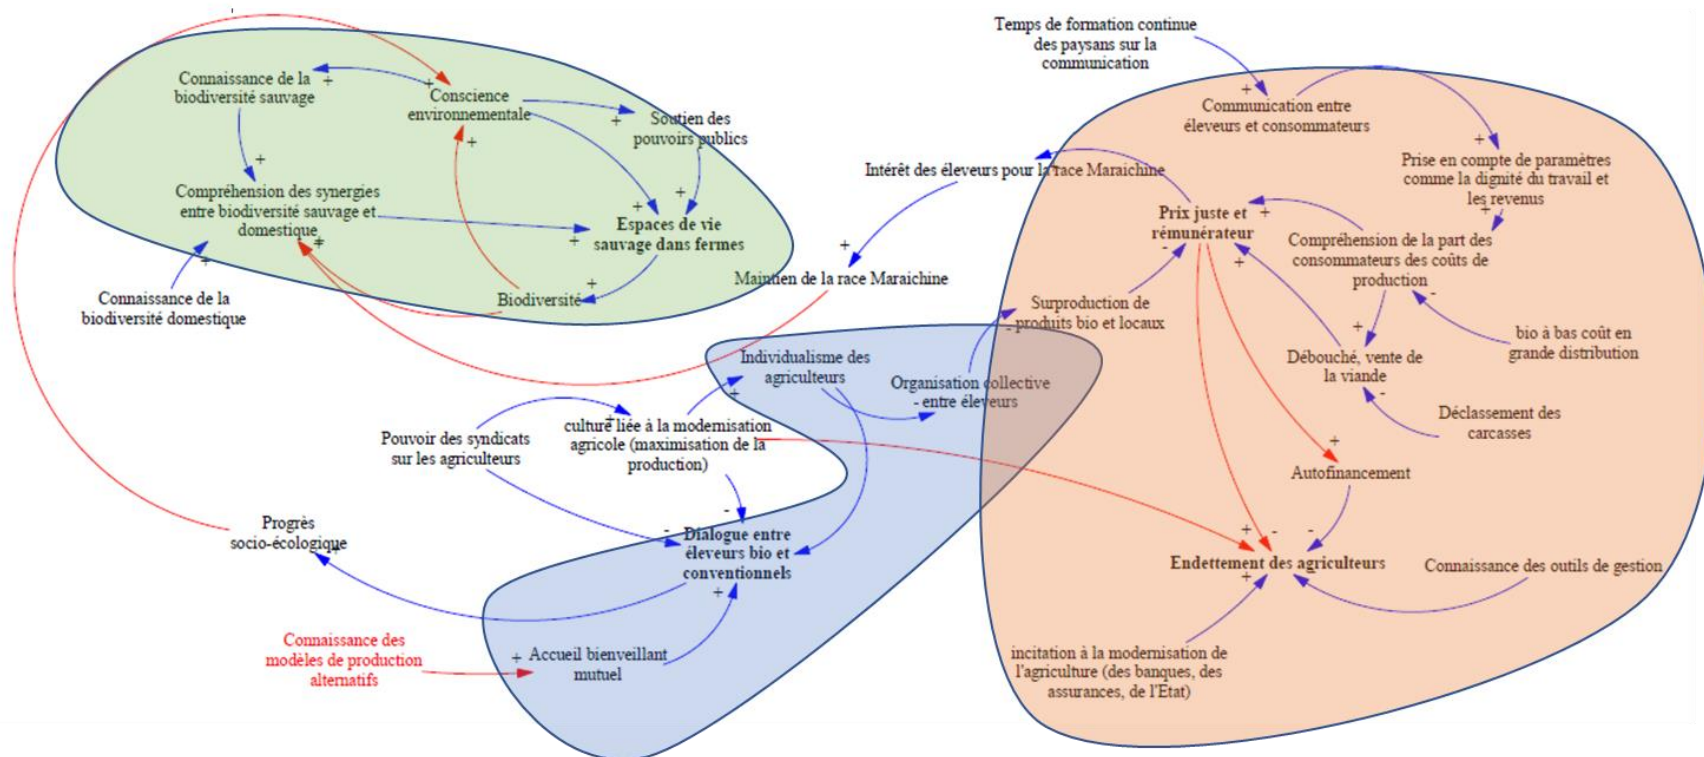 Temps de formation continue
des paysans sur la
communication
Connaissance de la
biodiversité sauvage
+
+
Conscience
environnementale
+
Soutien des
pouvoirs publics
+
Communication entre
éleveurs et consommateurs
+
Prise en compte de paramètres
comme la dignité du travail et
les revenus
+
+
Intérêt des éleveurs pour la race Maraichine
+
Compréhension des synergies
entre biodiversité sauvage et
domestique
+
+
+
+
+
Espaces de vie
sauvage dans fermes
+
Prix juste et
rémunérateur
+
-
+
Compréhension de la part des
consommateurs des coûts de
production
-
+
Maintien de la race Maraichine
Connaissance de la
biodiversité domestique
+
Biodiversité
+
Surproduction de
- produits bio et locaux
bio à bas coût en
grande distribution
Débouché, vente de
la viande
-
Individualisme des
agriculteurs
+
Organisation collective
- entre éleveurs
Déclassement des
carcasses
Pouvoir des syndicats
sur les agriculteurs
+
culture liée à la modernisation
agricole (maximisation de la
production)
+
Autofinancement
-
-
Progrès
socio-écologique
+
Dialogue entre
éleveurs bio et
conventionnels
+
+
-
-
Endettement des agriculteurs
+
Connaissance des outils de gestion
Connaissance des
modèles de production
alternatifs
+
Accueil bienveillant
mutuel
incitation à la modernisation de
l'agriculture (des banques, des
assurances, de l'Etat)